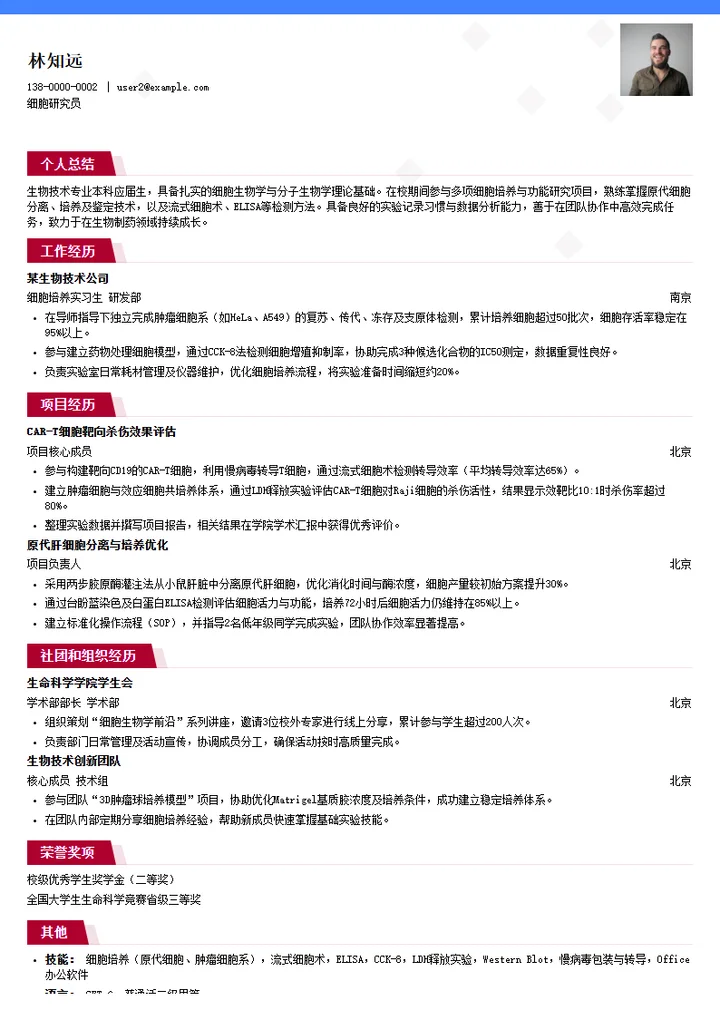 林知远
138-0000-0002 | user2@example.com
细胞研究员
个人总结
生物技术专业本科应届生，具备扎实的细胞生物学与分子生物学理论基础。在校期间参与多项细胞培养与功能研究项目，熟练掌握原代细胞
分离、培养及鉴定技术，以及流式细胞术、ELISA等检测方法。具备良好的实验记录习惯与数据分析能力，善于在团队协作中高效完成任
务，致力于在生物制药领域持续成长。
工作经历
某生物技术公司
细胞培养实习生 研发部 南京
• 在导师指导下独立完成肿瘤细胞系（如HeLa、A549）的复苏、传代、冻存及支原体检测，累计培养细胞超过50批次，细胞存活率稳定在
95%以上。
• 参与建立药物处理细胞模型，通过CCK-8法检测细胞增殖抑制率，协助完成3种候选化合物的IC50测定，数据重复性良好。
• 负责实验室日常耗材管理及仪器维护，优化细胞培养流程，将实验准备时间缩短约20%。
项目经历
CAR-T细胞靶向杀伤效果评估
项目核心成员 北京
• 参与构建靶向CD19的CAR-T细胞，利用慢病毒转导T细胞，通过流式细胞术检测转导效率（平均转导效率达65%）。
• 建立肿瘤细胞与效应细胞共培养体系，通过LDH释放实验评估CAR-T细胞对Raji细胞的杀伤活性，结果显示效靶比10:1时杀伤率超过
80%。
• 整理实验数据并撰写项目报告，相关结果在学院学术汇报中获得优秀评价。
原代肝细胞分离与培养优化
项目负责人 北京
• 采用两步胶原酶灌注法从小鼠肝脏中分离原代肝细胞，优化消化时间与酶浓度，细胞产量较初始方案提升30%。
• 通过台盼蓝染色及白蛋白ELISA检测评估细胞活力与功能，培养72小时后细胞活力仍维持在85%以上。
• 建立标准化操作流程（SOP），并指导2名低年级同学完成实验，团队协作效率显著提高。
社团和组织经历
生命科学学院学生会
学术部部长 学术部 北京
• 组织策划“细胞生物学前沿”系列讲座，邀请3位校外专家进行线上分享，累计参与学生超过200人次。
• 负责部门日常管理及活动宣传，协调成员分工，确保活动按时高质量完成。
生物技术创新团队
核心成员 技术组 北京
• 参与团队“3D肿瘤球培养模型”项目，协助优化Matrigel基质胶浓度及培养条件，成功建立稳定培养体系。
• 在团队内部定期分享细胞培养经验，帮助新成员快速掌握基础实验技能。
荣誉奖项
校级优秀学生奖学金（二等奖）
全国大学生生命科学竞赛省级三等奖
其他
• 技能： 细胞培养（原代细胞、肿瘤细胞系），流式细胞术，ELISA，CCK-8，LDH释放实验，Western Blot，慢病毒包装与转导，Office
办公软件